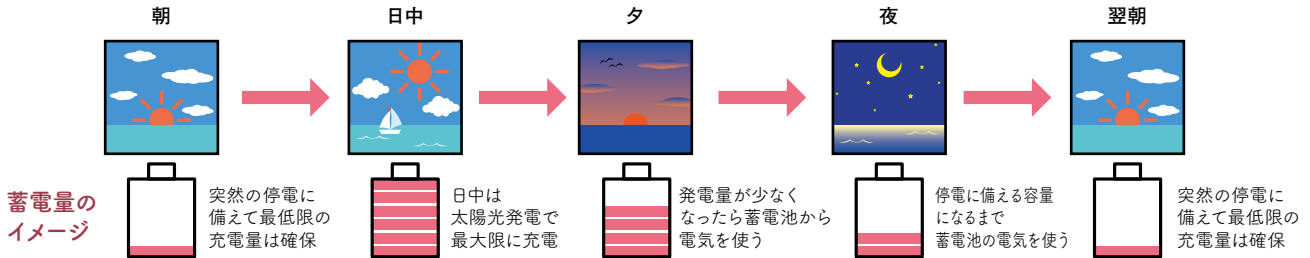 朝
日中
夕
夜
翌朝
蓄電量の
イメージ
突然の停電に
備えて最低限の
充電量は確保
日中は
太陽光発電で
最大限に充電
発電量が少なく
なったら蓄電池から
電気を使う
停電に備える容量
になるまで
蓄電池の電気を使う
突然の停電に
備えて最低限の
充電量は確保